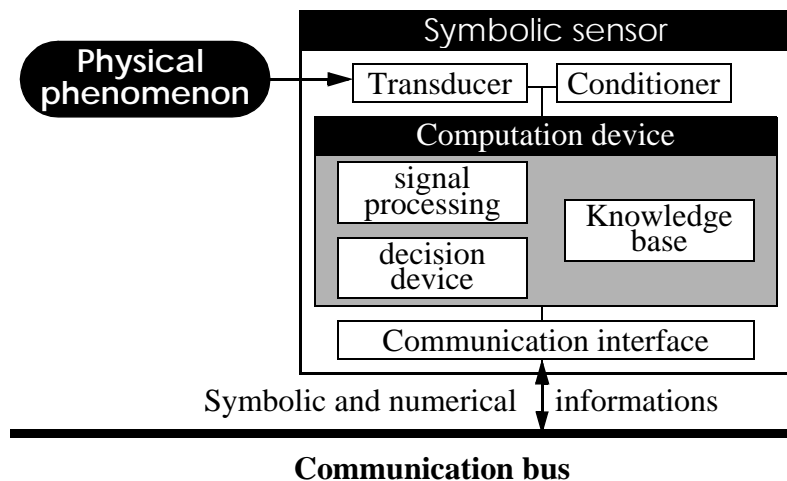 Symbolic sensor
Physical
phenomenon
Transducer
Conditioner
Computation device
signal
processing
Knowledge
base
decision
device
Communication interface
Symbolic and numerical informations
Communication bus